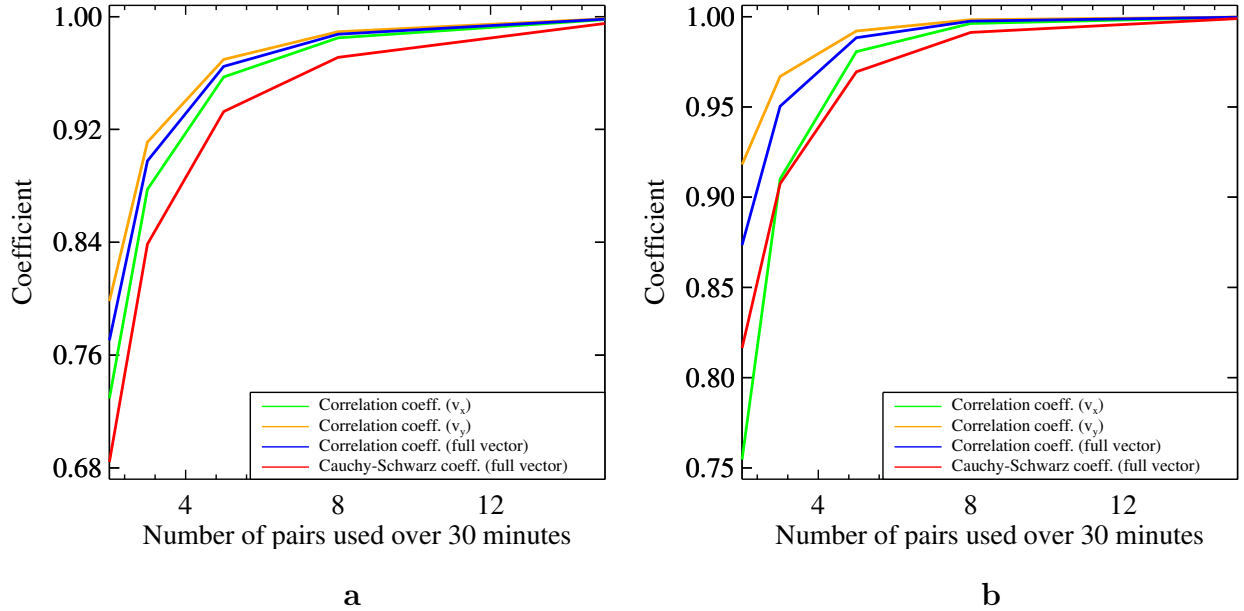 1.00
0.92
0.84
0.76
0.68
Coefficient
4 8 12
Number of pairs used over 30 minutes
Correlation coeff. (vx)
Correlation coeff. (vy)
Correlation coeff. (full vector)
Cauchy-Schwarz coeff. (full vector)
a
1.00
0.95
0.90
0.85
0.80
0.75
Coefficient
4 8 12
Number of pairs used over 30 minutes
Correlation coeff. (vx)
Correlation coeff. (vy)
Correlation coeff. (full vector)
Cauchy-Schwarz coeff. (full vector)
b